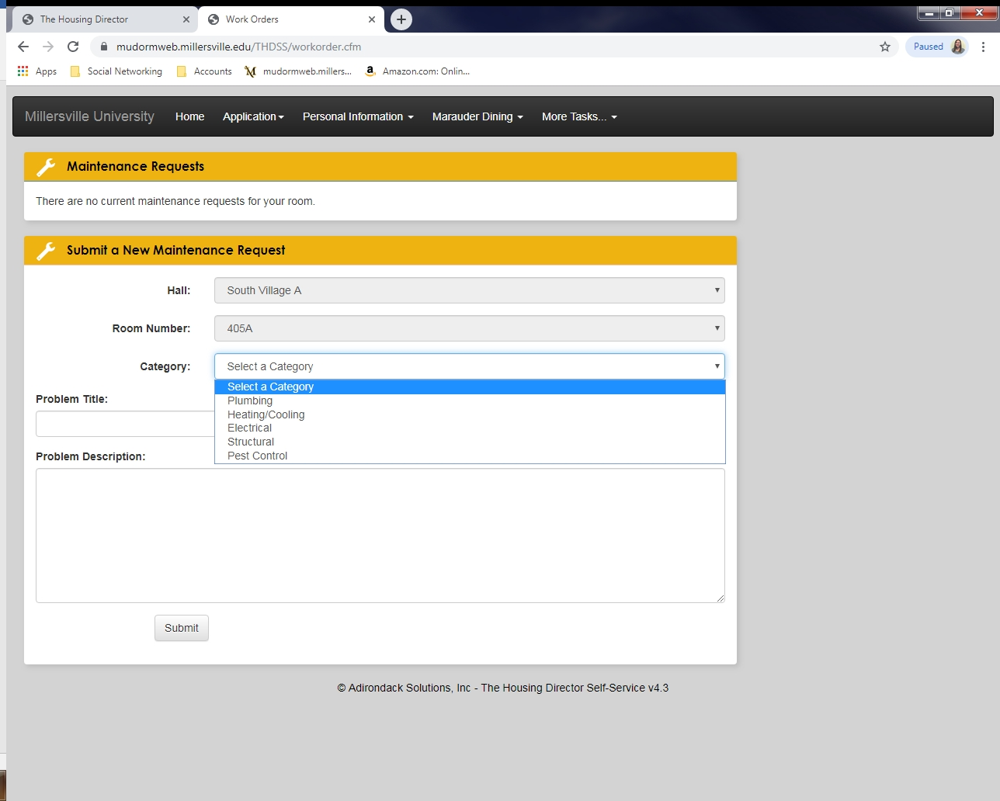 The Housing Director
Work Orders
mudormweb.millersville.edu/THDSS/workorder.cfm
Paused
Apps
Social Networking
Accounts
mudormweb.millers...
Amazon.com: Onlin...
Millersville University
Home
Application
Personal Information
Marauder Dining
More Tasks...
Maintenance Requests
There are no current maintenance requests for your room.
Submit a New Maintenance Request
Hall:
South Village A
Room Number:
405A
Category:
Select a Category
Select a Category
Plumbing
Heating/Cooling
Electrical
Structural
Pest Control
Problem Title:
Problem Description:
Submit
© Adirondack Solutions, Inc - The Housing Director Self-Service v4.3